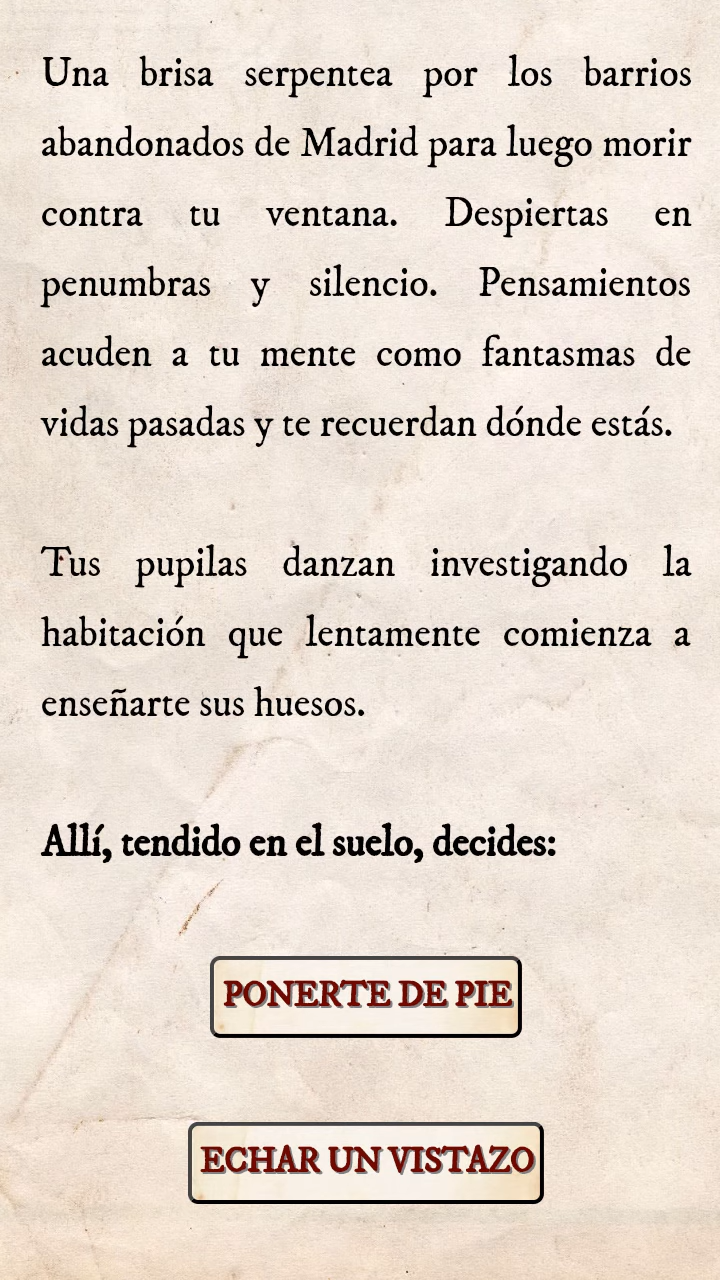 Una brisa serpentea por los barrios
abandonados de Madrid para luego morir
contra tu ventana. Despiertas en
penumbras y silencio. Pensamientos
acuden a tu mente como fantasmas de
vidas pasadas y te recuerdan dónde estás.
Tus pupilas danzan investigando la
habitación que lentamente comienza a
enseñarte sus huesos.
Allí, tendido en el suelo, decides:
PONERTE DE PIE
ECHAR UN VISTAZO